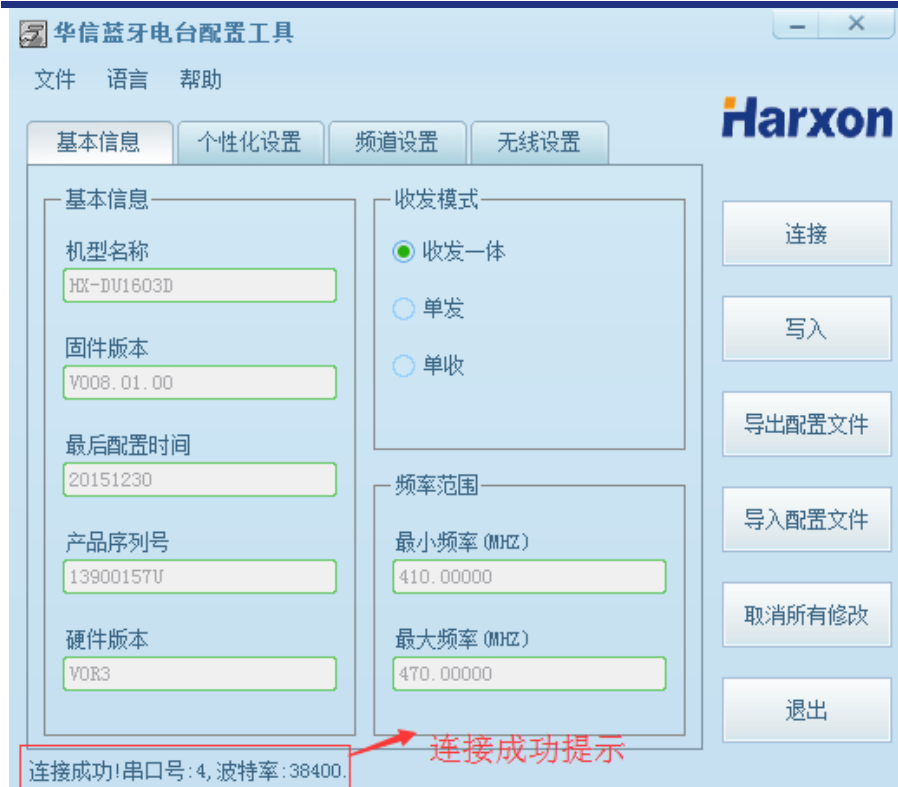 华信蓝牙电台配置工具
文件 语言 帮助
Harxon
基本信息 个性化设置 频道设置 无线设置
基本信息
机型名称
HX-DU1603D
固件版本
V008.01.00
最后配置时间
20151230
产品序列号
13900157U
硬件版本
V0R3
收发模式
收发一体
单发
单收
频率范围
最小频率(MHZ)
410.00000
最大频率(MHZ)
470.00000
连接
写入
导出配置文件
导入配置文件
取消所有修改
退出
连接成功!串口号:4,波特率:38400.
连接成功提示